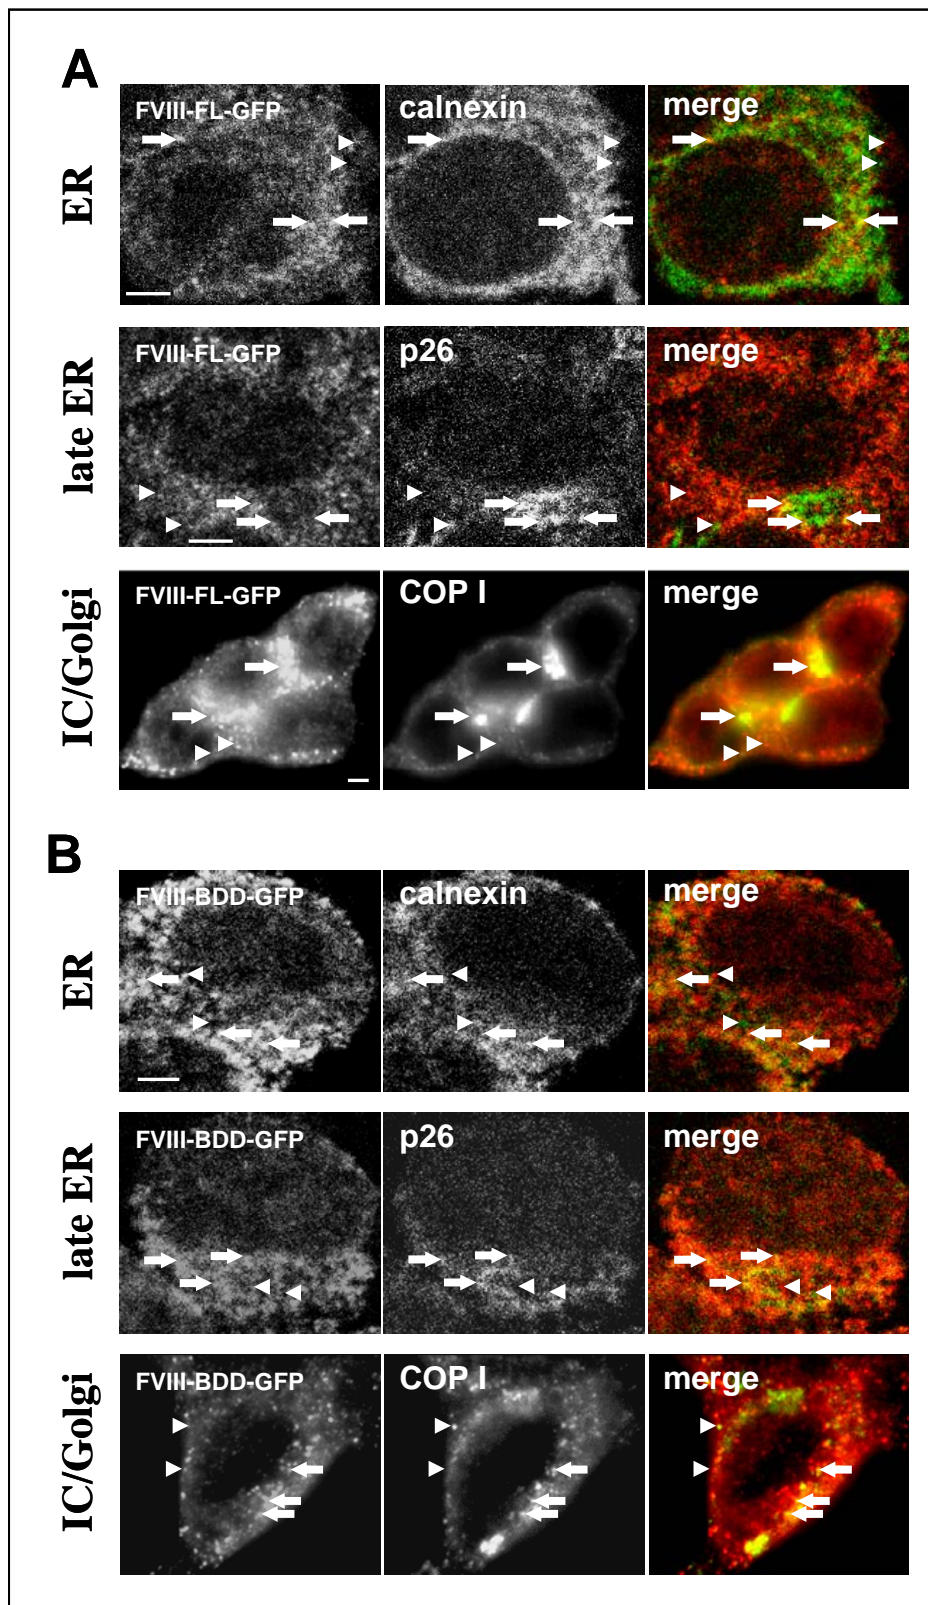 A
ER
FVIII-FL-GFP
calnexin
merge
late ER
FVIII-FL-GFP
p26
merge
IC/Golgi
FVIII-FL-GFP
COP I
merge
B
ER
FVIII-BDD-GFP
calnexin
merge
late ER
FVIII-BDD-GFP
p26
merge
IC/Golgi
FVIII-BDD-GFP
COP I
merge